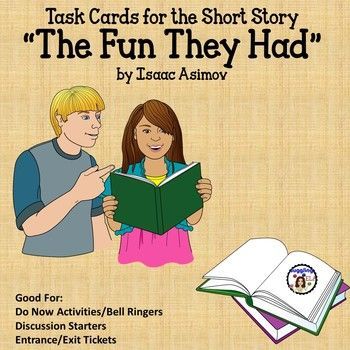 Task Cards for the Short Story
“The Fun They Had”
by Isaac Asimov
Good For:
Do Now Activities/Bell Ringers
Discussion Starters
Entrance/Exit Tickets